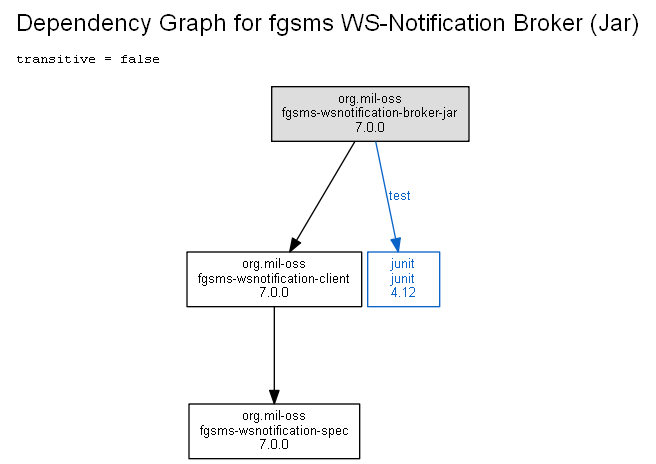 Dependency Graph for fgsms WS-Notification Broker (Jar)
transitive = false
org.mil-oss
fgsms-wsnotification-broker-jar
7.0.0
test
org.mil-oss
fgsms-wsnotification-client
7.0.0
junit
junit
4.12
org.mil-oss
fgsms-wsnotification-spec
7.0.0